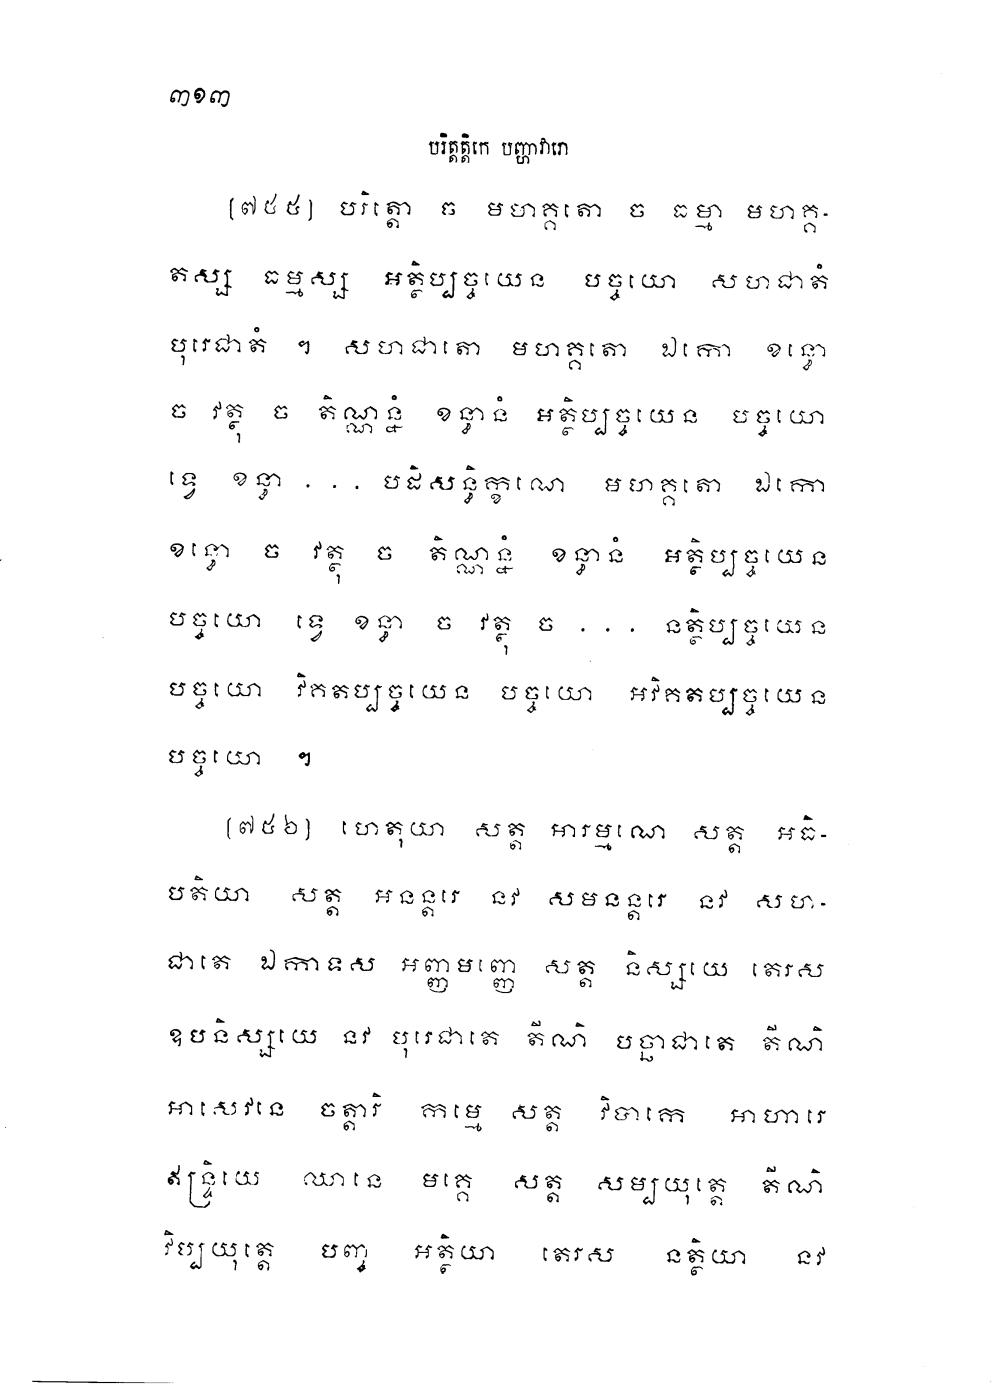 ៣១៣
បរិត្តត្តិកេ បញ្ហាវារោ
[៧៥៥] បរិត្តោ ច មហគ្គតោ ច ធម្មា មហគ្គ-
តស្ស ធម្មស្ស អត្ថិប្បច្ចយេន បច្ចយោ សហជាតំ
បុរេជាតំ ។ សហជាតោ មហគ្គតោ ឯកោ ខន្ធោ
ច វត្ថុ ច តិណ្ណន្នំ ខន្ធានំ អត្ថិប្បច្ចយេន បច្ចយោ
ទ្វេ ខន្ធា . . . បដិសន្ធិក្ខណេ មហគ្គតោ ឯកោ
ខន្ធោ ច វត្ថុ ច តិណ្ណន្នំ ខន្ធានំ អត្ថិប្បច្ចយេន
បច្ចយោ ទ្វេ ខន្ធា ច វត្ថុ ច . . . នត្ថិប្បច្ចយេន
បច្ចយោ វិគតប្បច្ចយេន បច្ចយោ អវិគតប្បច្ចយេន
បច្ចយោ ។
[៧៥៦] ហេតុយា សត្ត អារម្មណេ សត្ត អធិ-
បតិយា សត្ត អនន្តរេ នវ សមនន្តរេ នវ សហ-
ជាតេ ឯកាទស អញ្ញមញ្ញេ សត្ត និស្សយេ តេរស
ឧបនិស្សយេ នវ បុរេជាតេ តីណិ បច្ឆាជាតេ តីណិ
អាសេវនេ ចត្តារិ កម្មេ សត្ត វិបាកេ អាហារេ
ឥន្ទ្រិយេ ឈានេ មគ្គេ សត្ត សម្បយុត្តេ តីណិ
វិប្បយុត្តេ បញ្ច អត្ថិយា តេរស នត្ថិយា នវ